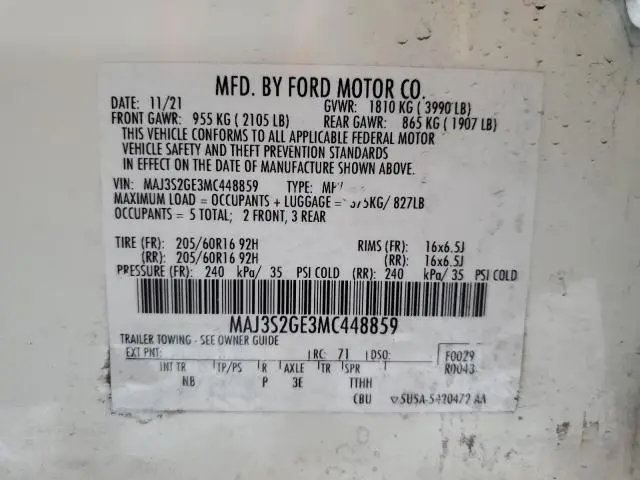 MFD. BY FORD MOTOR CO.
DATE: 11/21 GVWR: 1810 KG ( 3990 LB)
FRONT GAWR: 955 KG ( 2105 LB) REAR GAWR: 865 KG ( 1907 LB)
THIS VEHICLE CONFORMS TO ALL APPLICABLE FEDERAL MOTOR
VEHICLE SAFETY AND THEFT PREVENTION STANDARDS
IN EFFECT ON THE DATE OF MANUFACTURE SHOWN ABOVE.
VIN: MAJ3S2GE3MC448859 TYPE:
MAXIMUM LOAD = OCCUPANTS + LUGGAGE = 375KG/ 827LB
OCCUPANTS = 5 TOTAL; 2 FRONT, 3 REAR
TIRE (FR): 205/60R16 92H RIMS (FR): 16x6.5J
(RR): 205/60R16 92H (RR): 16x6.5J
PRESSURE (FR): 240 kPa/ 35 PSI COLD (RR): 240 kPa/ 35 PSI COLD
MAJ3S2GE3MC448859
TRAILER TOWING - SEE OWNER GUIDE
EXT PNT: RC: 71 DSO: F0029
INT TR TP/PS R AXLE TR SPR R0043
NB P 3E TTHH
CBU ▽5U5A-5420472 AA